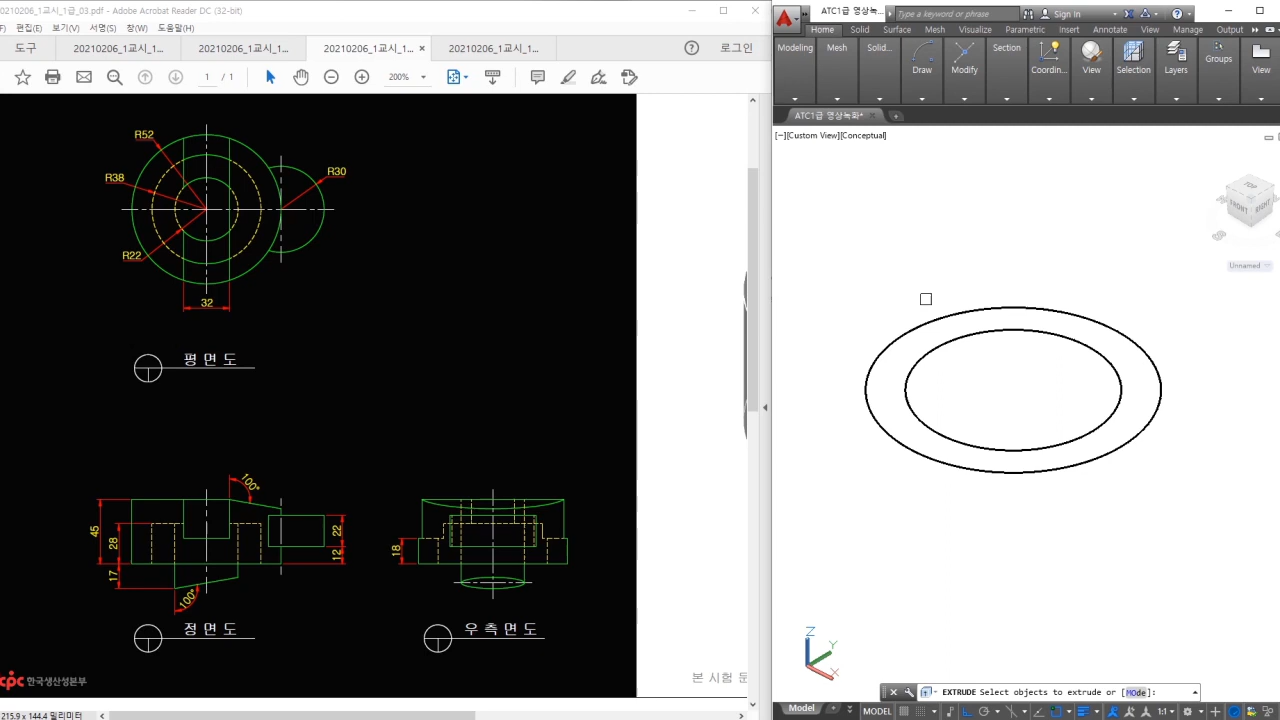 0210206_1교시_1급_03.pdf - Adobe Acrobat Reader DC (32-bit)
편집(E) 보기(V) 서명(S) 창(W) 도움말(H)
도구 20210206_1교시_1... 20210206_1교시_1... 20210206_1교시_1... × 20210206_1교시_1... 로그인
1 / 1 200%
R52
R38
R30
R22
32
평 면 도
100°
45
28
17
22
12
100°
18
정 면 도
우 측 면 도
cpc 한국생산성본부
본 시험 문
215.9 x 144.4 밀리미터
ATC1급 영상녹... Type a keyword or phrase Sign In
Home Solid Surface Mesh Visualize Parametric Insert Annotate View Manage Output
Modeling Mesh Solid... Draw Modify Section Coordin... View Selection Layers Groups View
ATC1급 영상녹화*
[−][Custom View][Conceptual]
TOP
FRONT RIGHT
Unnamed
Z
Y
X
EXTRUDE Select objects to extrude or [MOde]:
Model + MODEL